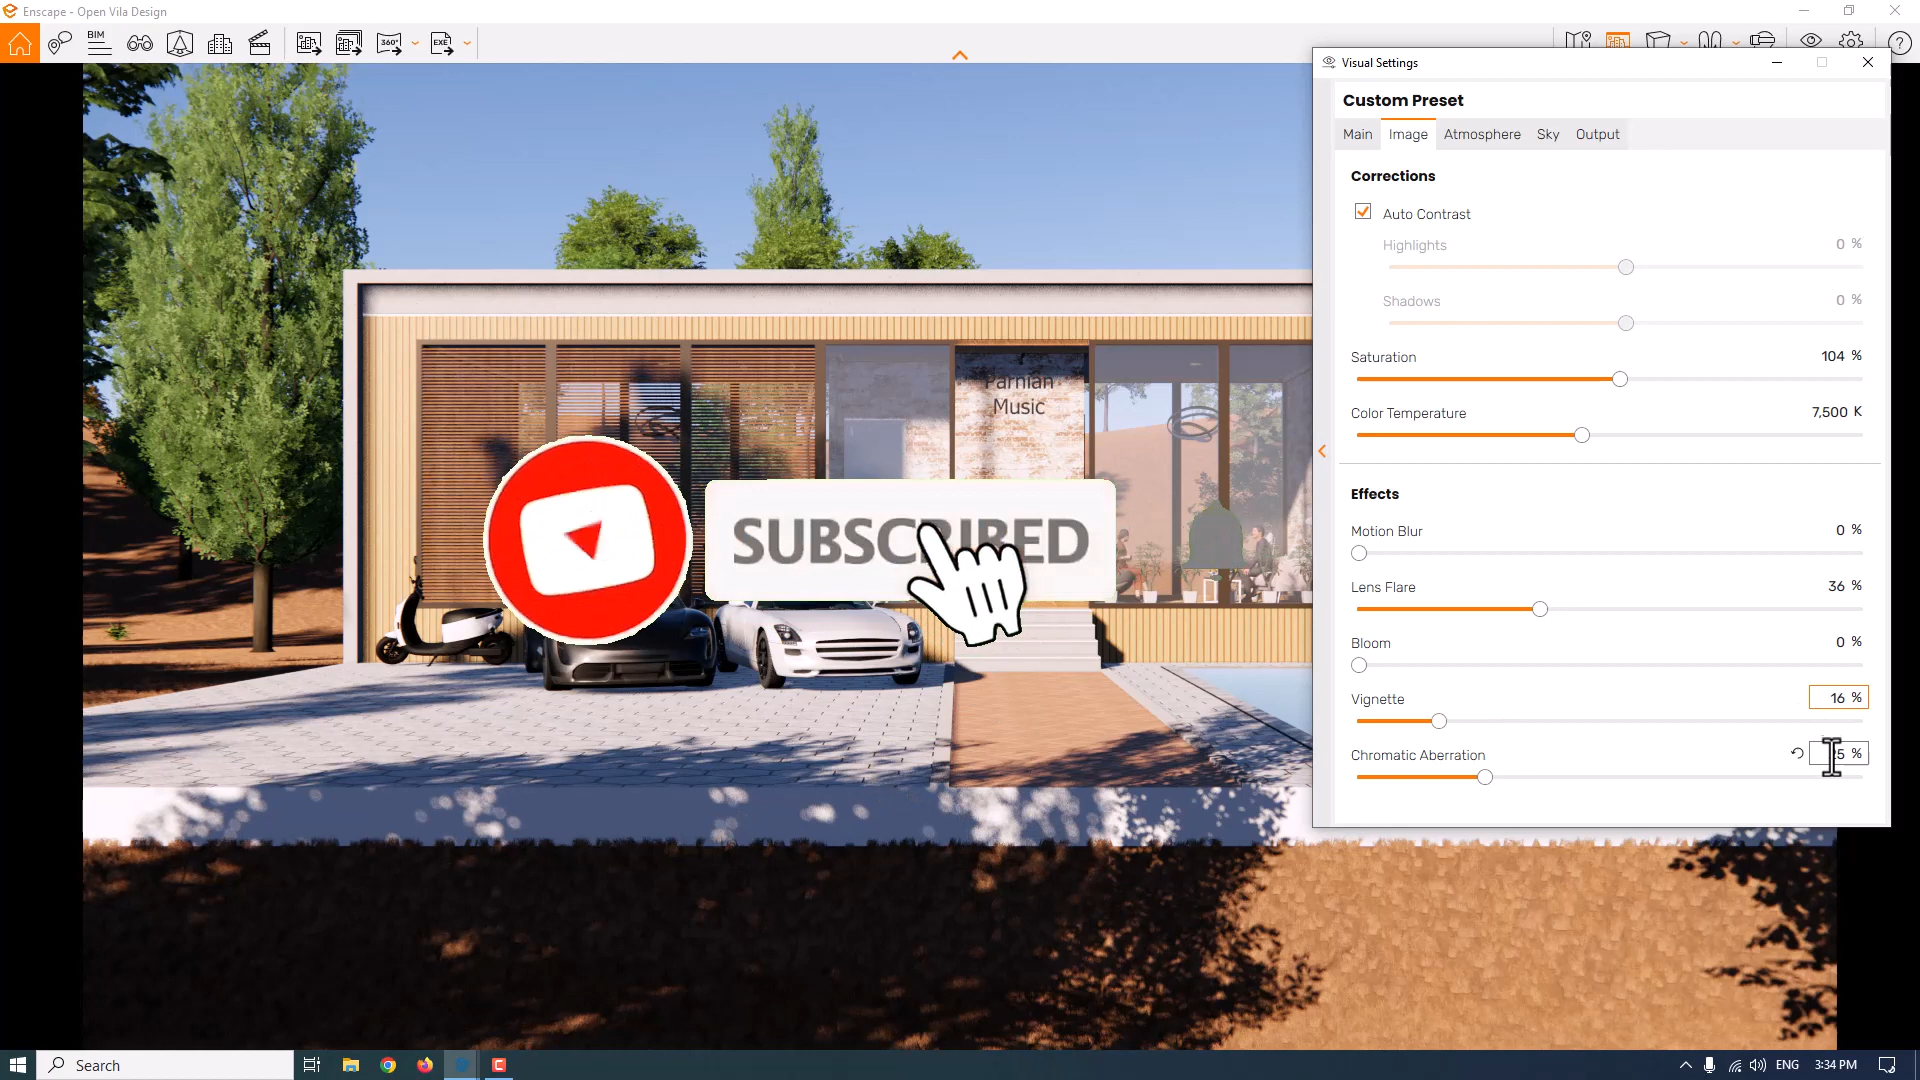 Enscape - Open Vila Design
BIM
360°
EXE
Visual Settings
Custom Preset
Main Image Atmosphere Sky Output
Corrections
Auto Contrast
Highlights 0 %
Shadows 0 %
Saturation 104 %
Color Temperature 7,500 K
Effects
Motion Blur 0 %
Lens Flare 36 %
Bloom 0 %
Vignette 16 %
Chromatic Aberration %
Parnian
Music
SUBSCRIBED
Search
ENG
3:34 PM